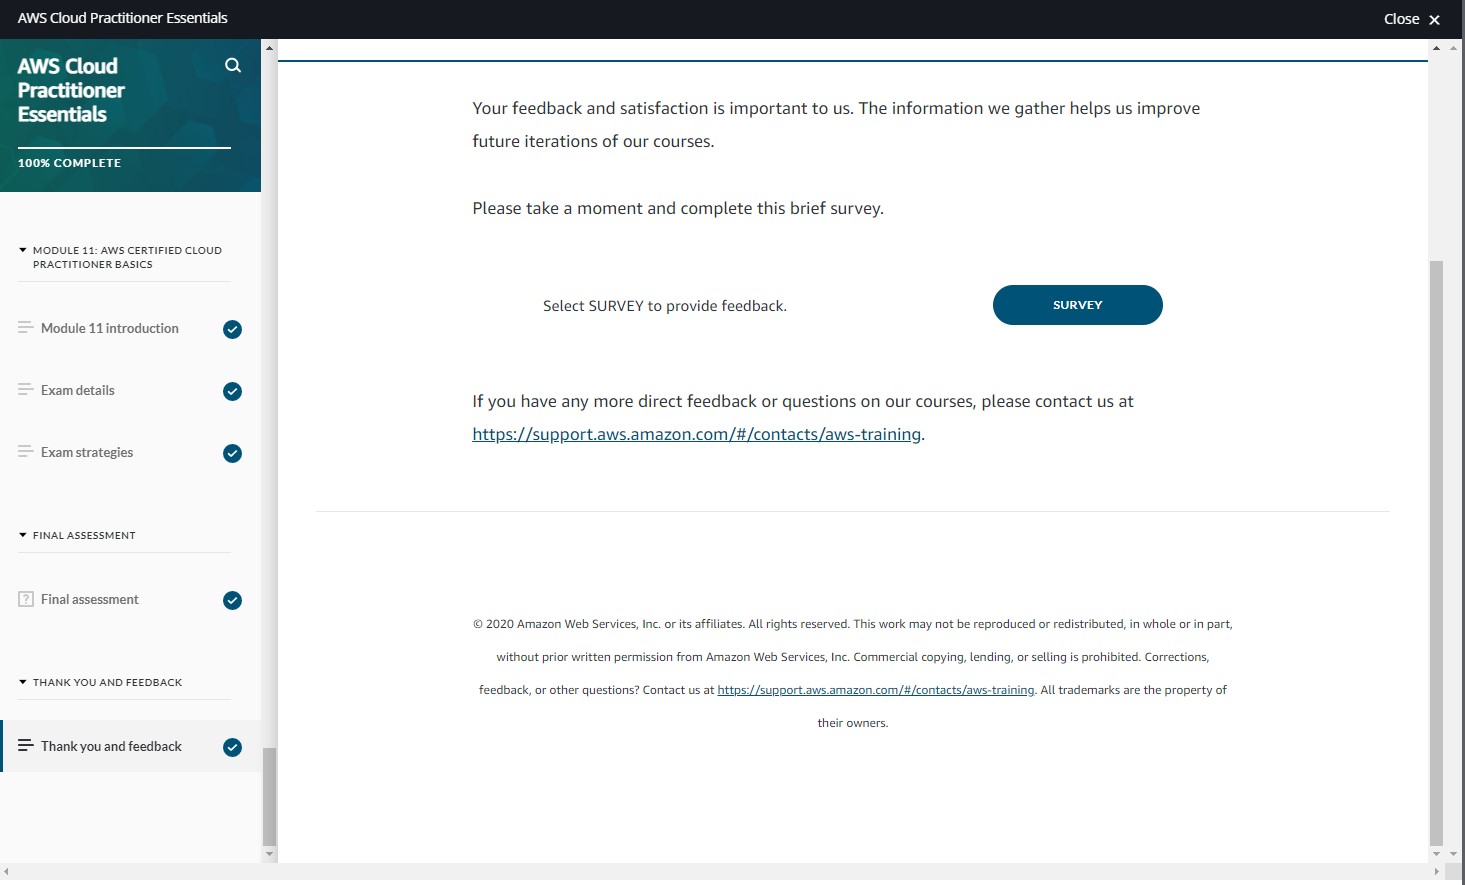 AWS Cloud Practitioner Essentials
Close
AWS Cloud
Practitioner
Essentials
100% COMPLETE
MODULE 11: AWS CERTIFIED CLOUD
PRACTITIONER BASICS
Module 11 introduction
Exam details
Exam strategies
FINAL ASSESSMENT
Final assessment
THANK YOU AND FEEDBACK
Thank you and feedback
Your feedback and satisfaction is important to us. The information we gather helps us improve
future iterations of our courses.
Please take a moment and complete this brief survey.
Select SURVEY to provide feedback.
SURVEY
If you have any more direct feedback or questions on our courses, please contact us at
https://support.aws.amazon.com/#/contacts/aws-training.
© 2020 Amazon Web Services, Inc. or its affiliates. All rights reserved. This work may not be reproduced or redistributed, in whole or in part,
without prior written permission from Amazon Web Services, Inc. Commercial copying, lending, or selling is prohibited. Corrections,
feedback, or other questions? Contact us at https://support.aws.amazon.com/#/contacts/aws-training. All trademarks are the property of
their owners.